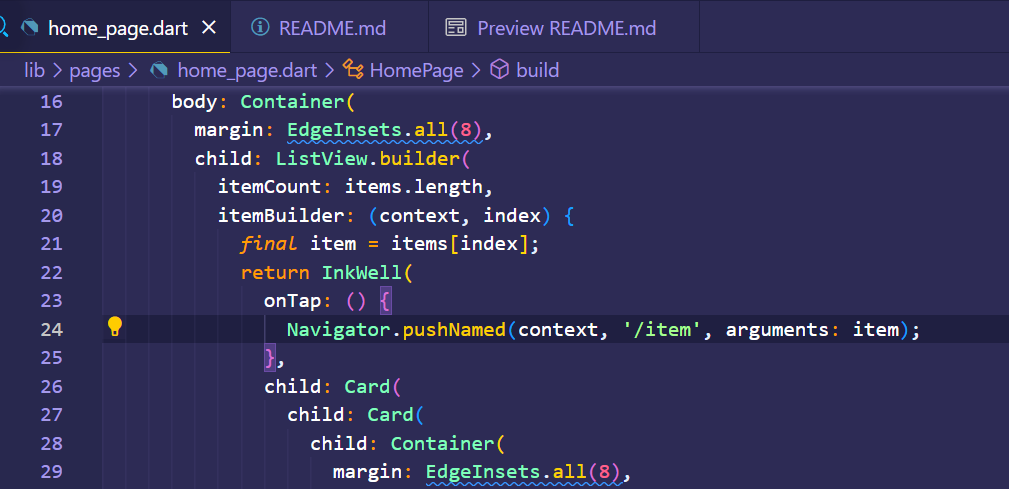 home_page.dart × README.md Preview README.md
lib > pages > home_page.dart > HomePage > build
16 body: Container(
17 margin: EdgeInsets.all(8),
18 child: ListView.builder(
19 itemCount: items.length,
20 itemBuilder: (context, index) {
21 final item = items[index];
22 return InkWell(
23 onTap: () {
24 Navigator.pushNamed(context, '/item', arguments: item);
25 },
26 child: Card(
27 child: Card(
28 child: Container(
29 margin: EdgeInsets.all(8),